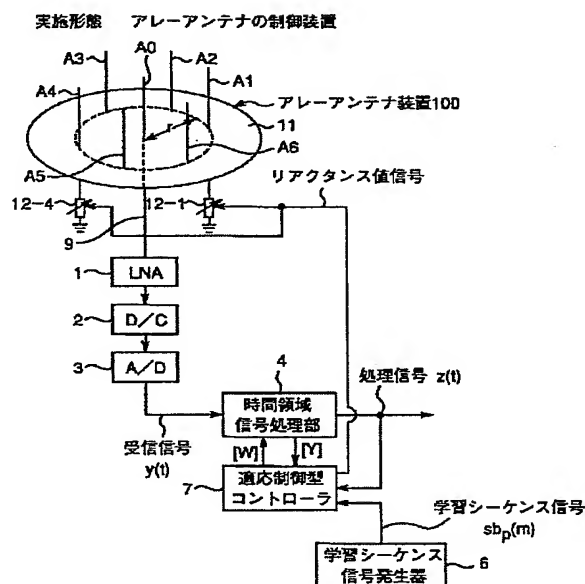 実施形態 アレーアンテナの制御装置
A0
A3
A2
A1
A4
アレーアンテナ装置100
11
r
A5
A6
リアクタンス値信号
12-4
12-1
9
1
LNA
2
D/C
3
A/D
4
処理信号 z(t)
時間領域
信号処理部
受信信号
y(t)
[W]
[Y]
7
適応制御型
コントローラ
学習シーケンス信号
sbp(m)
学習シーケンス
信号発生器
6